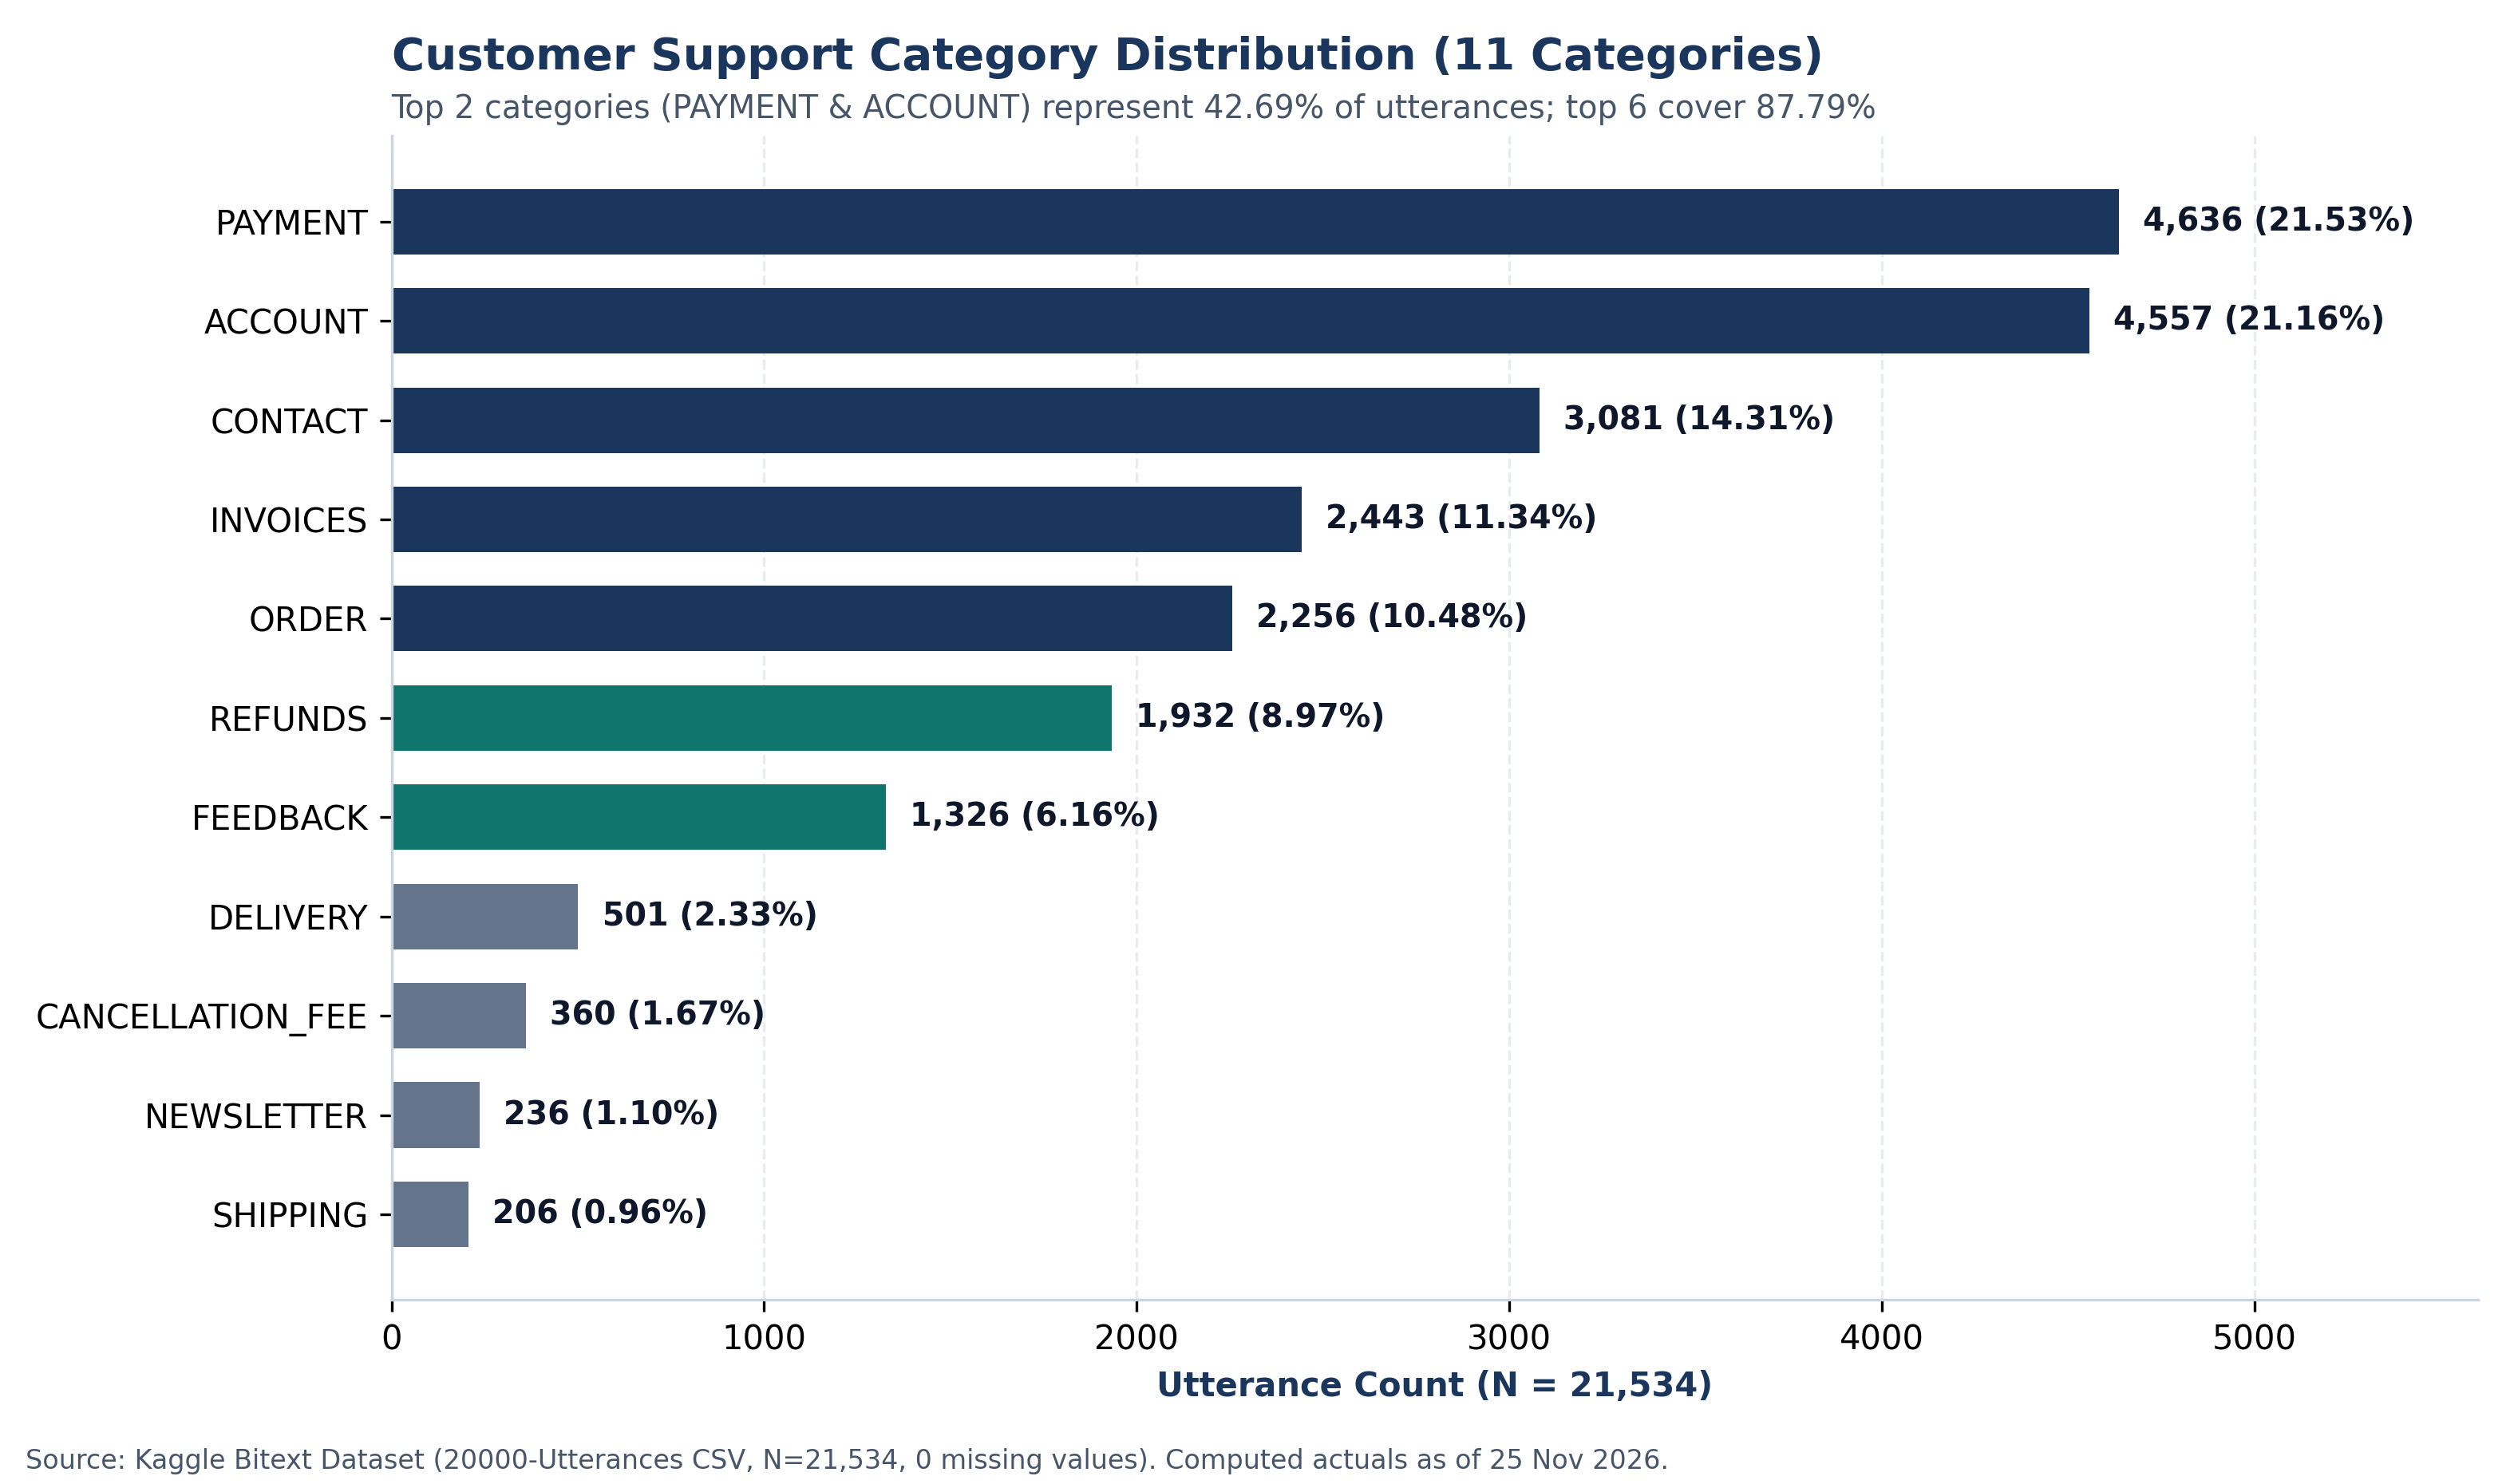 Customer Support Category Distribution (11 Categories)
Top 2 categories (PAYMENT & ACCOUNT) represent 42.69% of utterances; top 6 cover 87.79%
PAYMENT 4,636 (21.53%)
ACCOUNT 4,557 (21.16%)
CONTACT 3,081 (14.31%)
INVOICES 2,443 (11.34%)
ORDER 2,256 (10.48%)
REFUNDS 1,932 (8.97%)
FEEDBACK 1,326 (6.16%)
DELIVERY 501 (2.33%)
CANCELLATION_FEE 360 (1.67%)
NEWSLETTER 236 (1.10%)
SHIPPING 206 (0.96%)
0 1000 2000 3000 4000 5000
Utterance Count (N = 21,534)
Source: Kaggle Bitext Dataset (20000-Utterances CSV, N=21,534, 0 missing values). Computed actuals as of 25 Nov 2026.